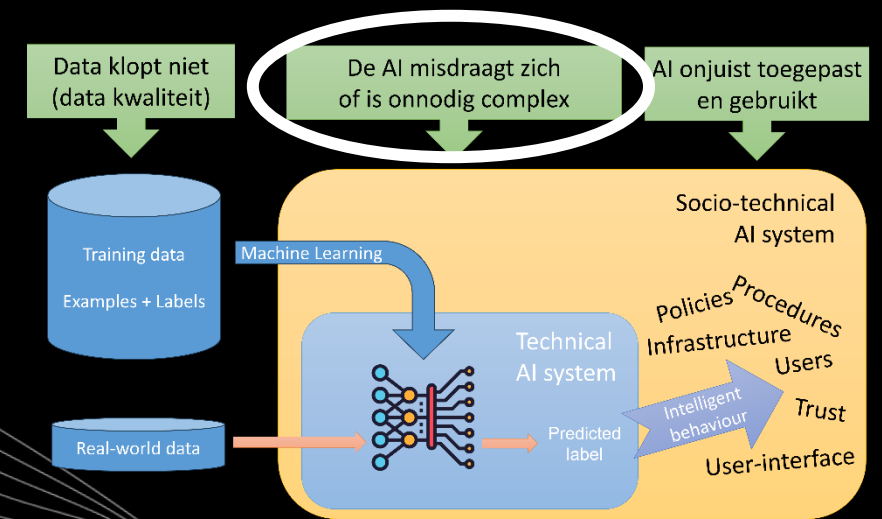 Data klopt niet
(data kwaliteit)
De AI misdraagt zich
of is onnodig complex
AI onjuist toegepast
en gebruikt
Socio-technical
AI system
Training data
Examples + Labels
Machine Learning
Technical
AI system
Predicted
label
Real-world data
Intelligent
behaviour
Policies
Procedures
Infrastructure
Users
Trust
User-interface